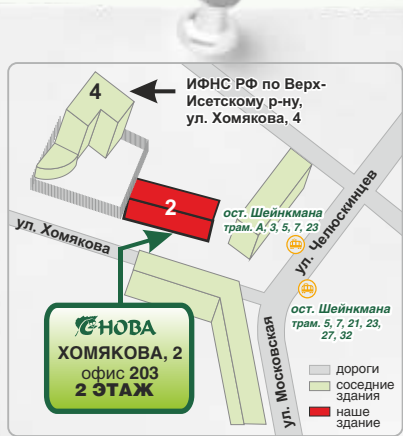 4
ИФНС РФ по Верх-
Исетскому р-ну,
ул. Хомякова, 4
2
ост. Шейнкмана
трам. А, 3, 5, 7, 23
ул. Челюскинцев
ул. Хомякова
ост. Шейнкмана
трам. 5, 7, 21, 23,
27, 32
СНОВА
ХОМЯКОВА, 2
офис 203
2 ЭТАЖ
ул. Московская
дороги
соседние
здания
наше
здание